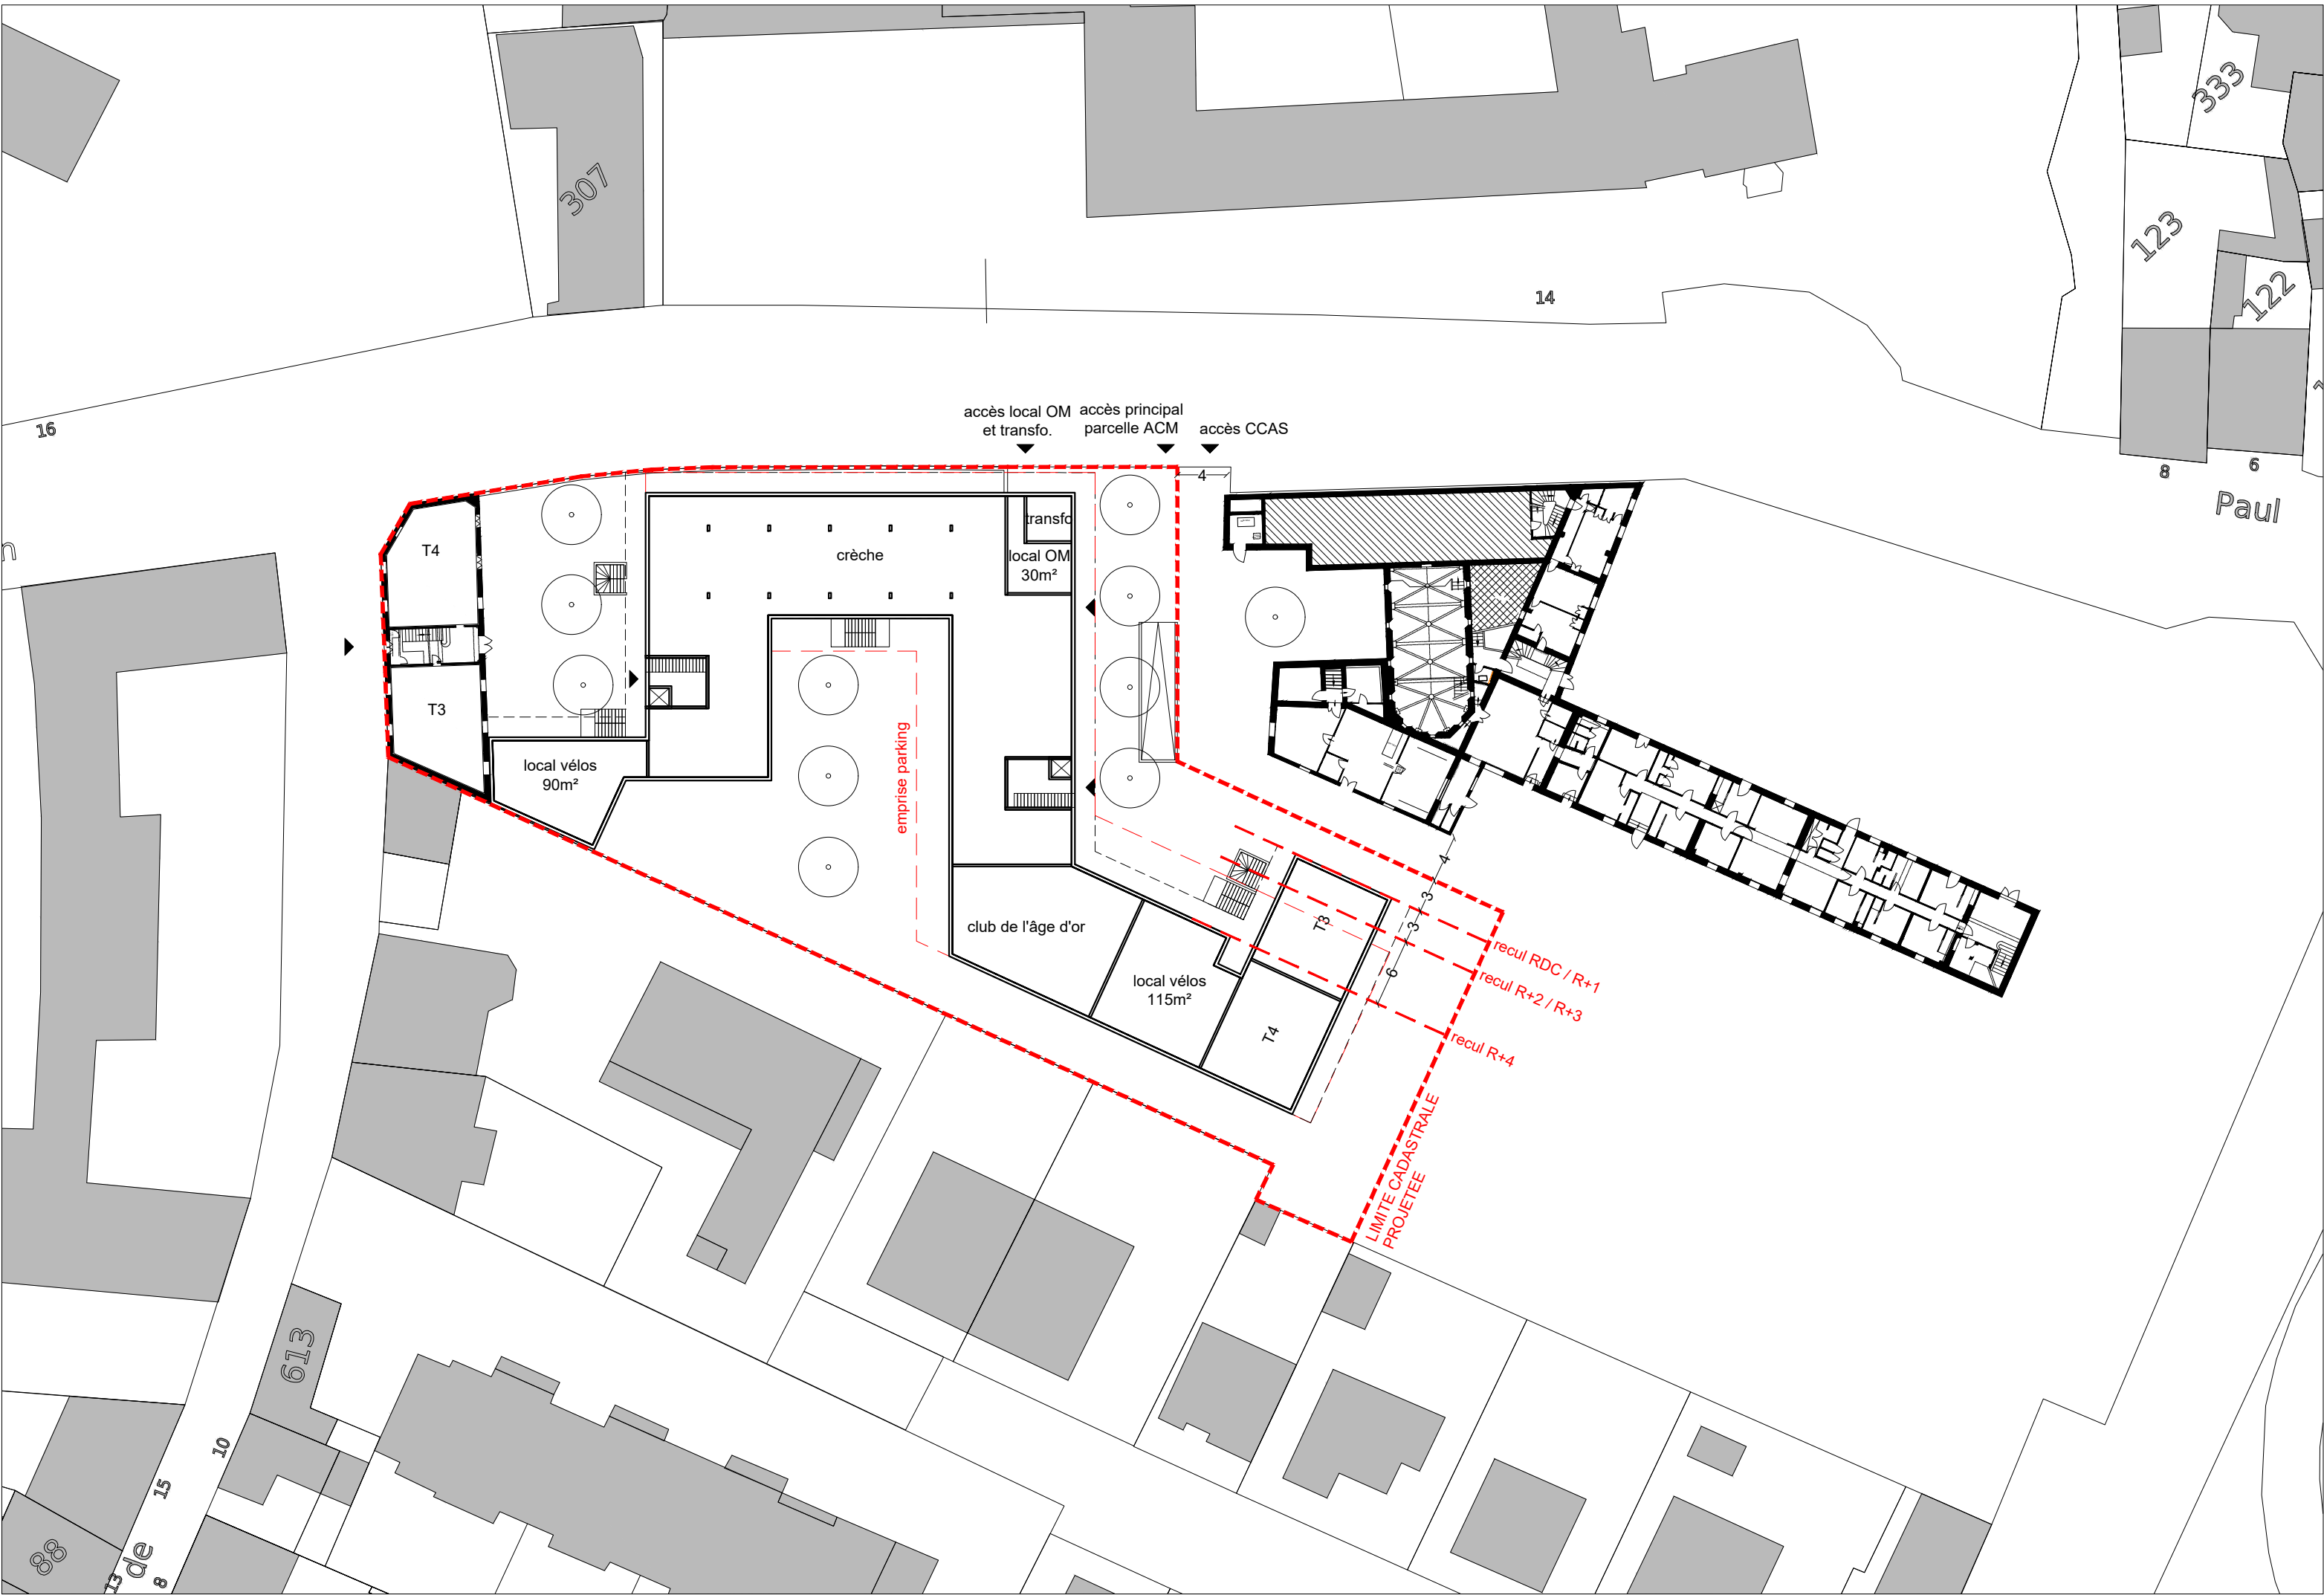 333
307
123
122
14
16
accès local OM
et transfo.
accès principal
parcelle ACM
accès CCAS
8
6
Paul
4
T4
crèche
transfo
local OM
30m²
T3
local vélos
90m²
emprise parking
4
3
3
6
T3
club de l'âge d'or
local vélos
115m²
T4
recul RDC / R+1
recul R+2 / R+3
recul R+4
LIMITE CADASTRALE
PROJETEE
613
10
15
88
de
13
8